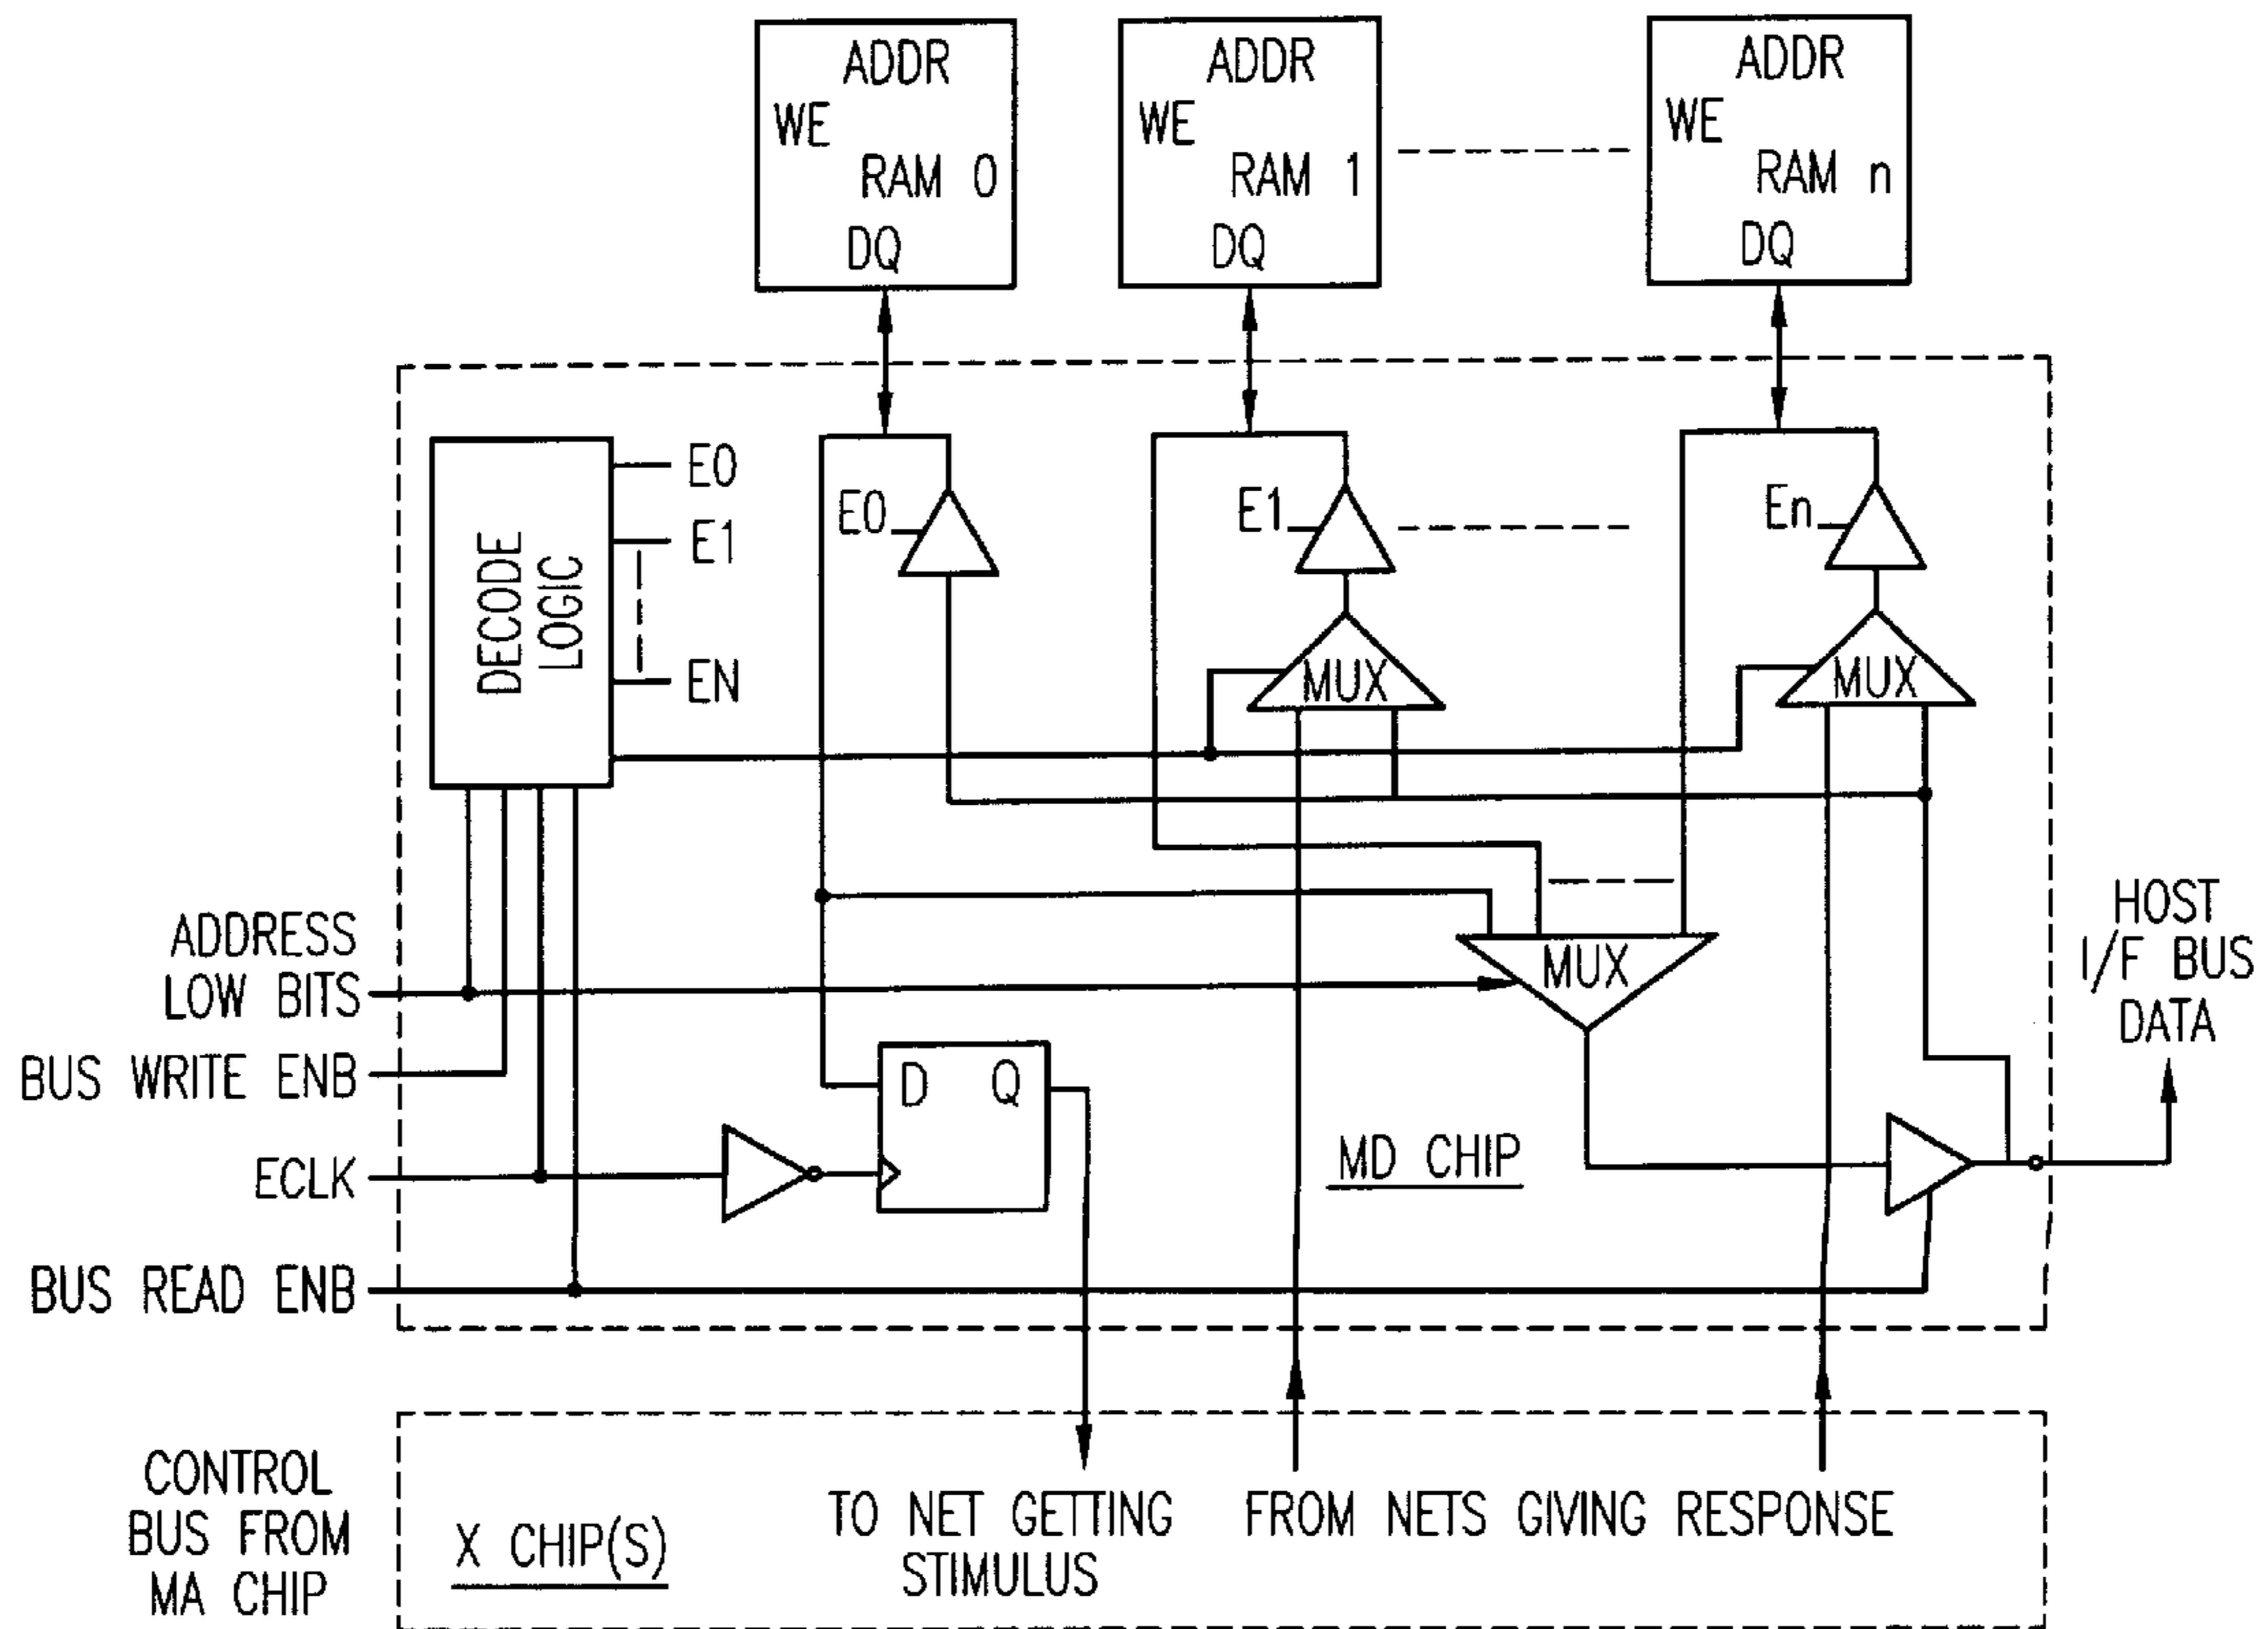 ADDR
WE
RAM 0
DQ
ADDR
WE
RAM 1
DQ
ADDR
WE
RAM n
DQ
DECODE
LOGIC
E0
E1
EN
E0
E1
En
MUX
MUX
MUX
ADDRESS
LOW BITS
BUS WRITE ENB
ECLK
BUS READ ENB
D Q
MD CHIP
HOST
I/F BUS
DATA
CONTROL
BUS FROM
MA CHIP
X CHIP(S)
TO NET GETTING
STIMULUS
FROM NETS GIVING RESPONSE